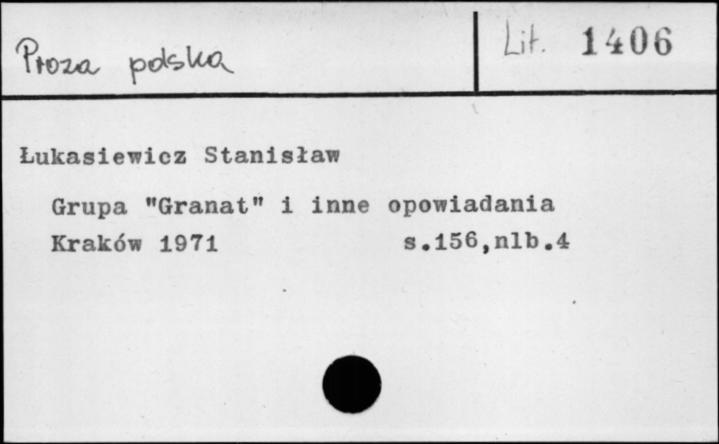 Proza polska
Lit. 1406
Łukasiewicz Stanisław
Grupa "Granat" i inne opowiadania
Kraków 1971 s.156,nlb.4